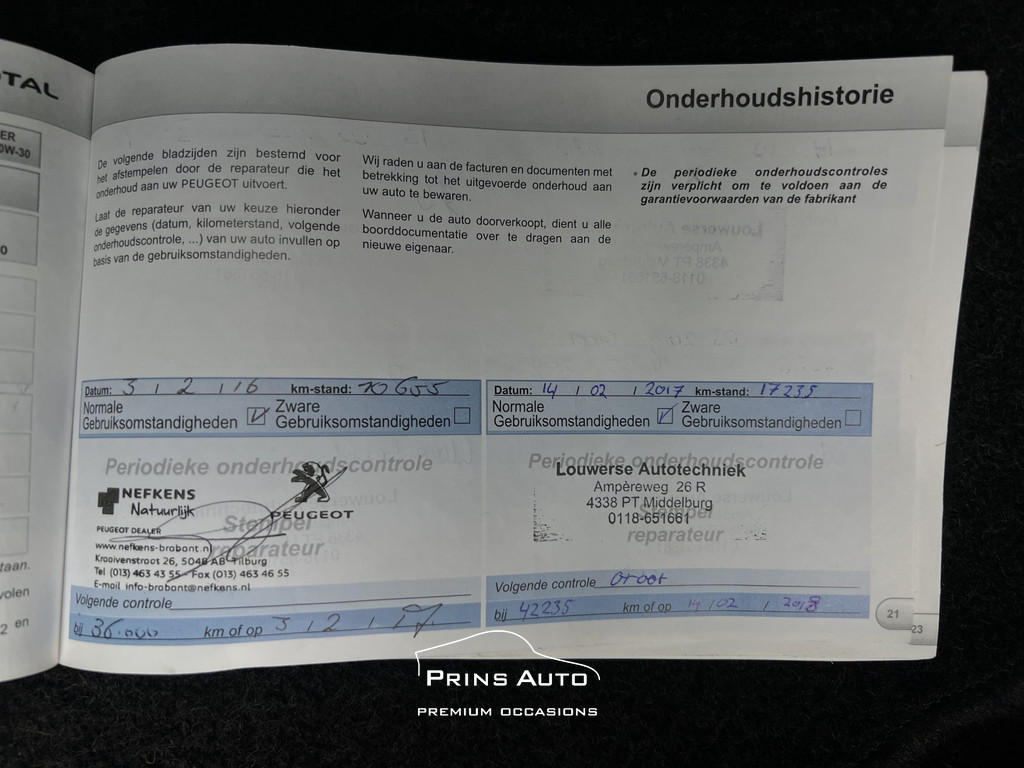 TAL
ER
0W-30
0
taan.
volen
2 en
Onderhoudshistorie
De volgende bladzijden zijn bestemd voor
het afstempelen door de reparateur die het
onderhoud aan uw PEUGEOT uitvoert.
Laat de reparateur van uw keuze hieronder
de gegevens (datum, kilometerstand, volgende
onderhoudscontrole, ...) van uw auto invullen op
basis van de gebruiksomstandigheden.
Wij raden u aan de facturen en documenten met
betrekking tot het uitgevoerde onderhoud aan
uw auto te bewaren.
Wanneer u de auto doorverkoopt, dient u alle
boorddocumentatie over te dragen aan de
nieuwe eigenaar.
• De periodieke onderhoudscontroles
zijn verplicht om te voldoen aan de
garantievoorwaarden van de fabrikant
Datum: 3 / 2 / 16 km-stand: 10655
Normale
Gebruiksomstandigheden
Zware
Gebruiksomstandigheden
Periodieke onderhoudscontrole
NEFKENS
Natuurlijk
PEUGEOT
PEUGEOT DEALER
Stempel
reparateur
www.nefkens-brabant.nl
Kraaivenstraat 26, 5048 AB Tilburg
Tel (013) 463 43 55 - Fax (013) 463 46 55
E-mail info-brabant@nefkens.nl
Volgende controle
bij 36.000 km of op 3 / 2 / 17
Datum: 14 / 02 / 2017 km-stand: 17235
Normale
Gebruiksomstandigheden
Zware
Gebruiksomstandigheden
Periodieke onderhoudscontrole
Louwerse Autotechniek
Ampèreweg 26 R
4338 PT Middelburg
0118-651661
Stempel
reparateur
Volgende controle Groot
bij 42235 km of op 14 / 02 / 2018
21
23
PRINS AUTO
PREMIUM OCCASIONS